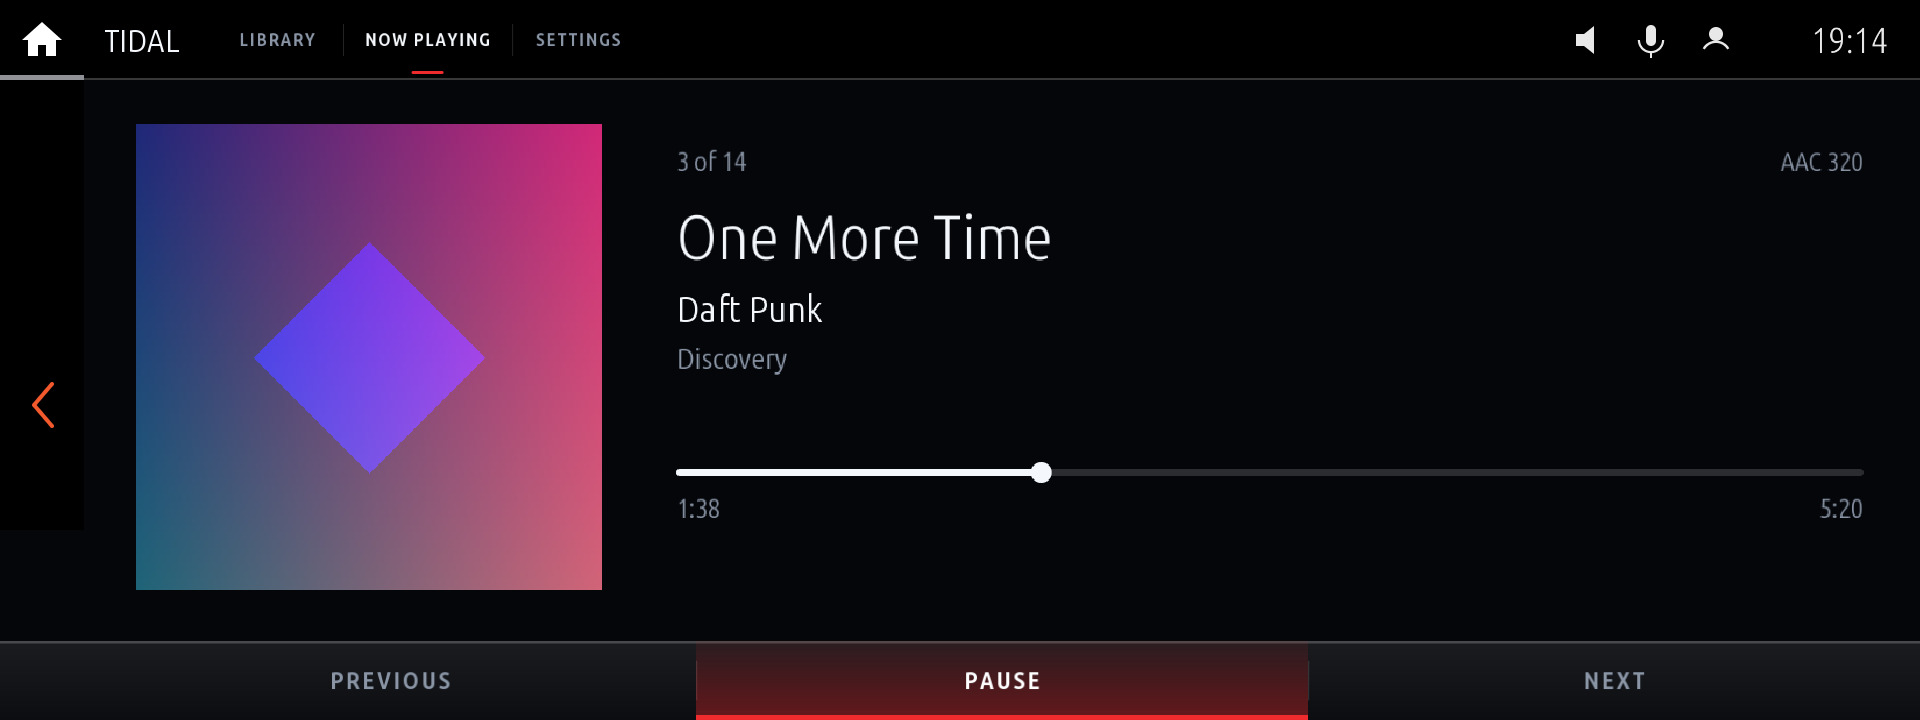 TIDAL
LIBRARY
NOW PLAYING
SETTINGS
19:14
3 of 14
AAC 320
One More Time
Daft Punk
Discovery
1:38
5:20
PREVIOUS
PAUSE
NEXT